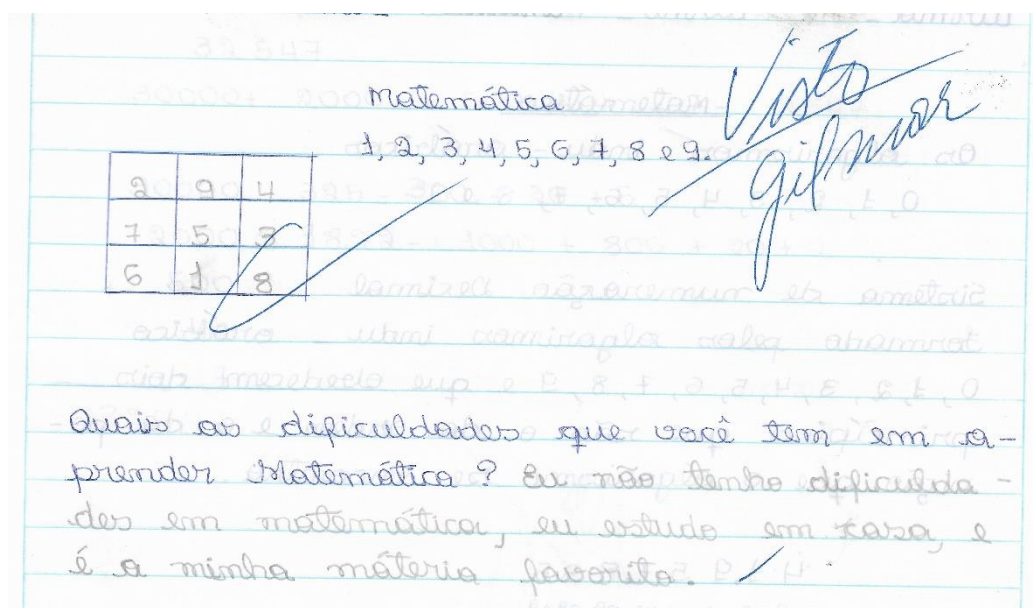 Matemática
1, 2, 3, 4, 5, 6, 7, 8 e 9.
Visto
Gilmar
2 9 4
7 5 3
6 1 8
Quais as dificuldades que você tem em a-
prender Matemática? Eu não tenho dificulda-
des em matemática, eu estudo em casa, e
é a minha máteria favorita.